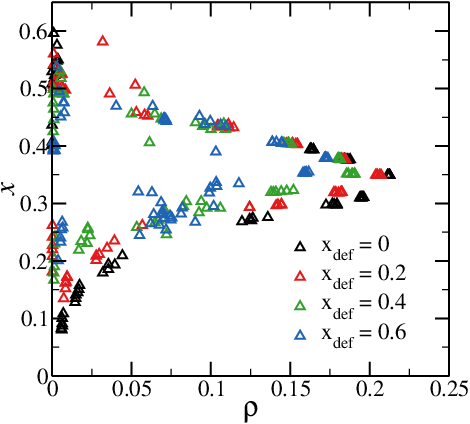 0.6
0.5
0.4
0.3
0.2
0.1
0
x
0
0.05
0.1
0.15
0.2
0.25
ρ
x_def = 0
x_def = 0.2
x_def = 0.4
x_def = 0.6